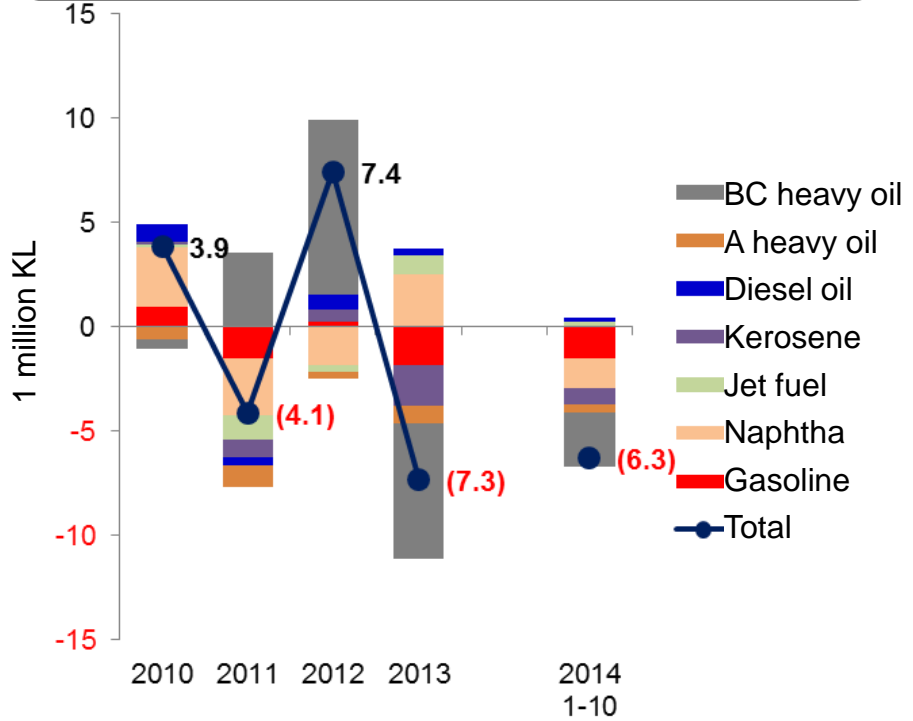 15
10
5
0
-5
-10
-15
1 million KL
3.9
(4.1)
7.4
(7.3)
(6.3)
2010
2011
2012
2013
2014
1-10
BC heavy oil
A heavy oil
Diesel oil
Kerosene
Jet fuel
Naphtha
Gasoline
Total